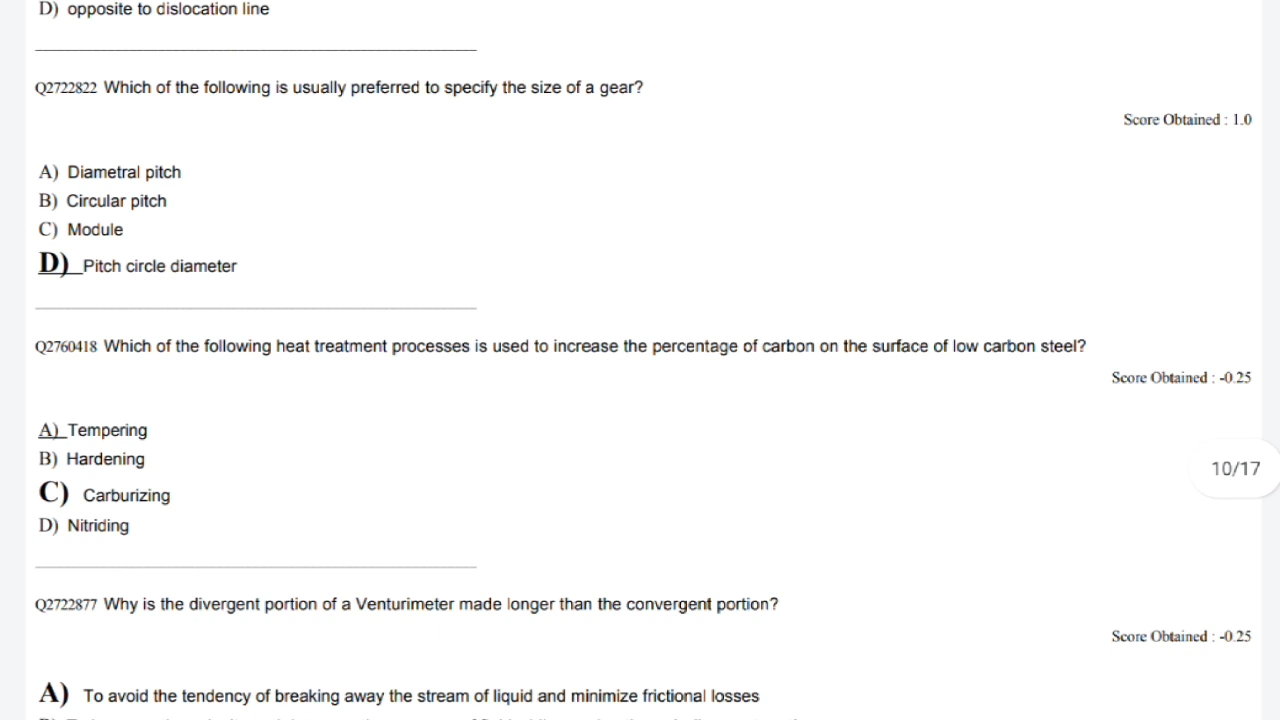 D) opposite to dislocation line
Q2722822 Which of the following is usually preferred to specify the size of a gear?
Score Obtained : 1.0
A) Diametral pitch
B) Circular pitch
C) Module
D) Pitch circle diameter
Q2760418 Which of the following heat treatment processes is used to increase the percentage of carbon on the surface of low carbon steel?
Score Obtained : -0.25
A) Tempering
B) Hardening
C) Carburizing
10/17
D) Nitriding
Q2722877 Why is the divergent portion of a Venturimeter made longer than the convergent portion?
Score Obtained : -0.25
A) To avoid the tendency of breaking away the stream of liquid and minimize frictional losses